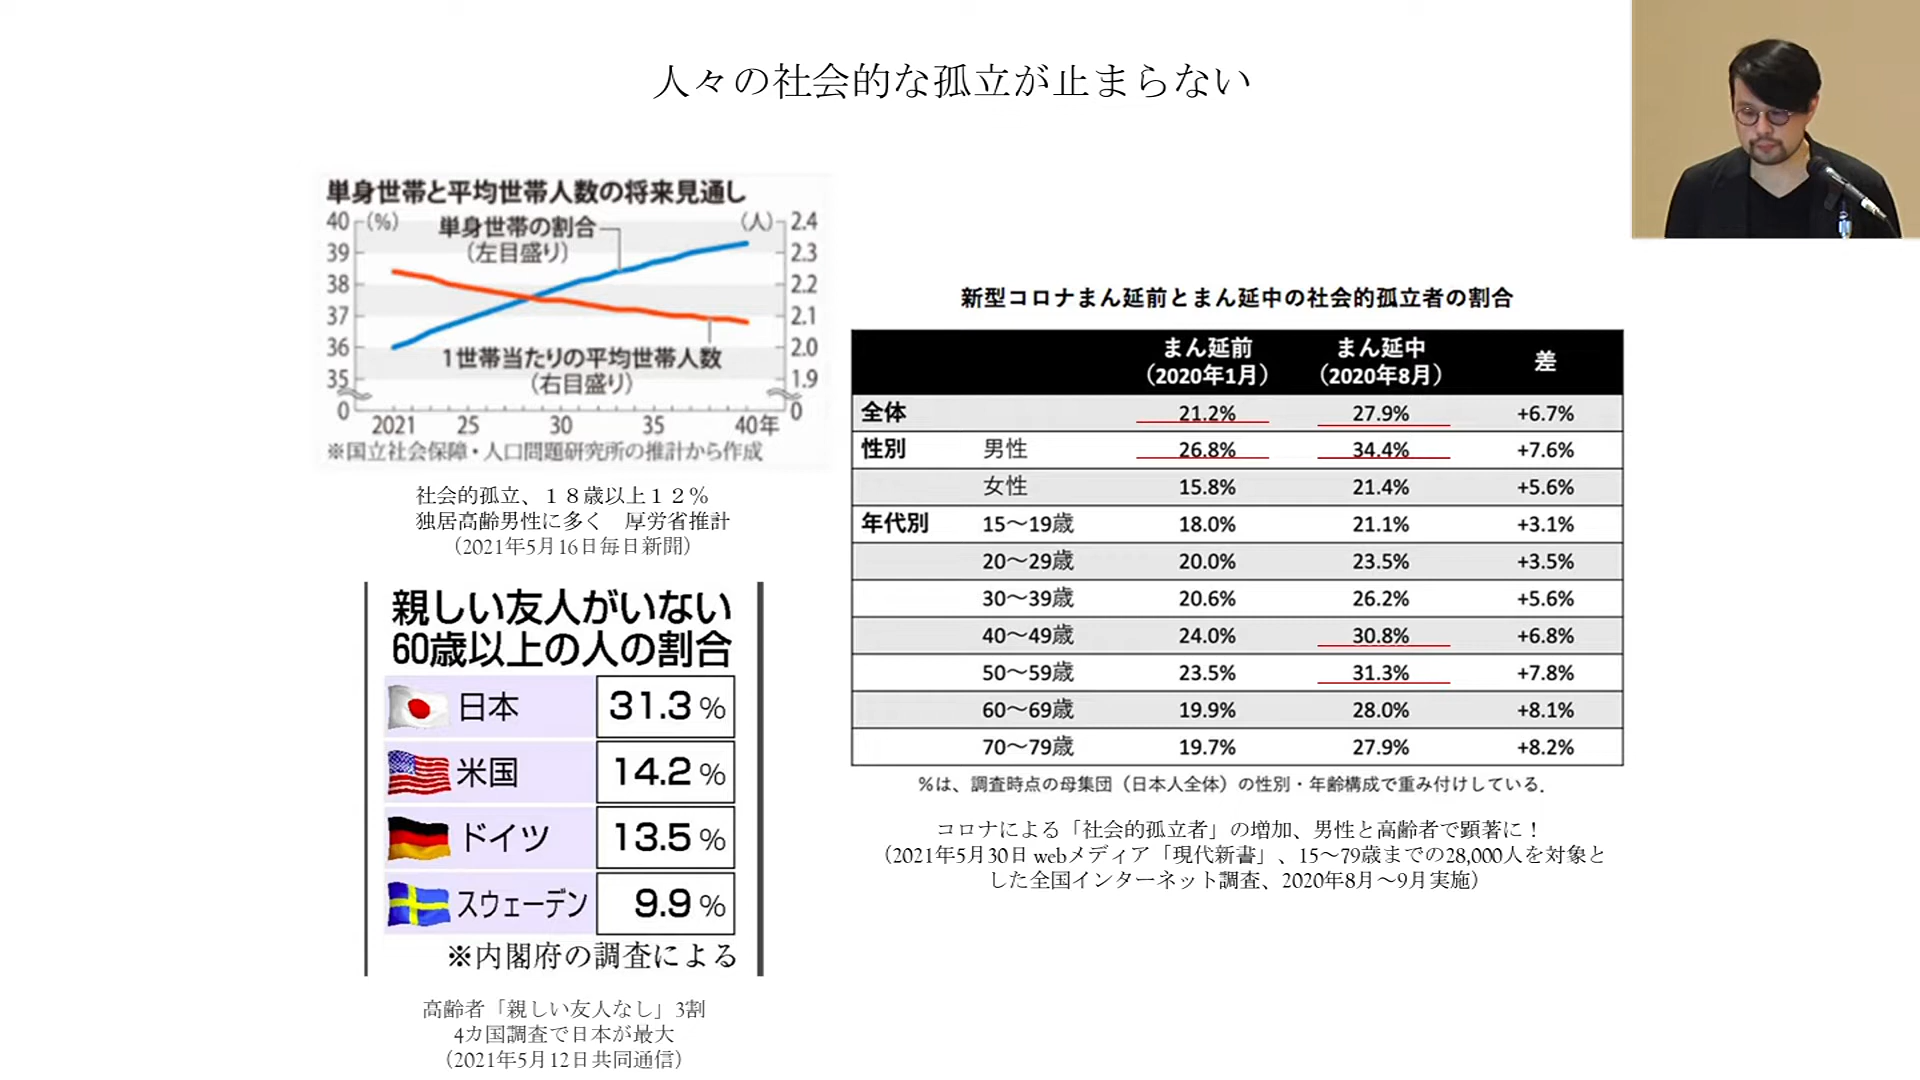 人々の社会的な孤立が止まらない
単身世帯と平均世帯人数の将来見通し
40 (%) 単身世帯の割合 (人) 2.4
39 (左目盛り) 2.3
38 2.2
37 2.1
36 1世帯当たりの平均世帯人数 2.0
35 (右目盛り) 1.9
0 0
2021 25 30 35 40年
※国立社会保障・人口問題研究所の推計から作成
社会的孤立、１８歳以上１２％
独居高齢男性に多く　厚労省推計
（2021年5月16日毎日新聞）
親しい友人がいない
60歳以上の人の割合
日本 31.3％
米国 14.2％
ドイツ 13.5％
スウェーデン 9.9％
※内閣府の調査による
高齢者「親しい友人なし」3割
4カ国調査で日本が最大
（2021年5月12日共同通信）
新型コロナまん延前とまん延中の社会的孤立者の割合
まん延前 まん延中 差
（2020年1月） （2020年8月）
全体 21.2% 27.9% +6.7%
性別 男性 26.8% 34.4% +7.6%
女性 15.8% 21.4% +5.6%
年代別 15〜19歳 18.0% 21.1% +3.1%
20〜29歳 20.0% 23.5% +3.5%
30〜39歳 20.6% 26.2% +5.6%
40〜49歳 24.0% 30.8% +6.8%
50〜59歳 23.5% 31.3% +7.8%
60〜69歳 19.9% 28.0% +8.1%
70〜79歳 19.7% 27.9% +8.2%
％は、調査時点の母集団（日本人全体）の性別・年齢構成で重み付けしている．
コロナによる「社会的孤立者」の増加、男性と高齢者で顕著に！
（2021年5月30日 webメディア「現代新書」、15〜79歳までの28,000人を対象と
した全国インターネット調査、2020年8月〜9月実施）